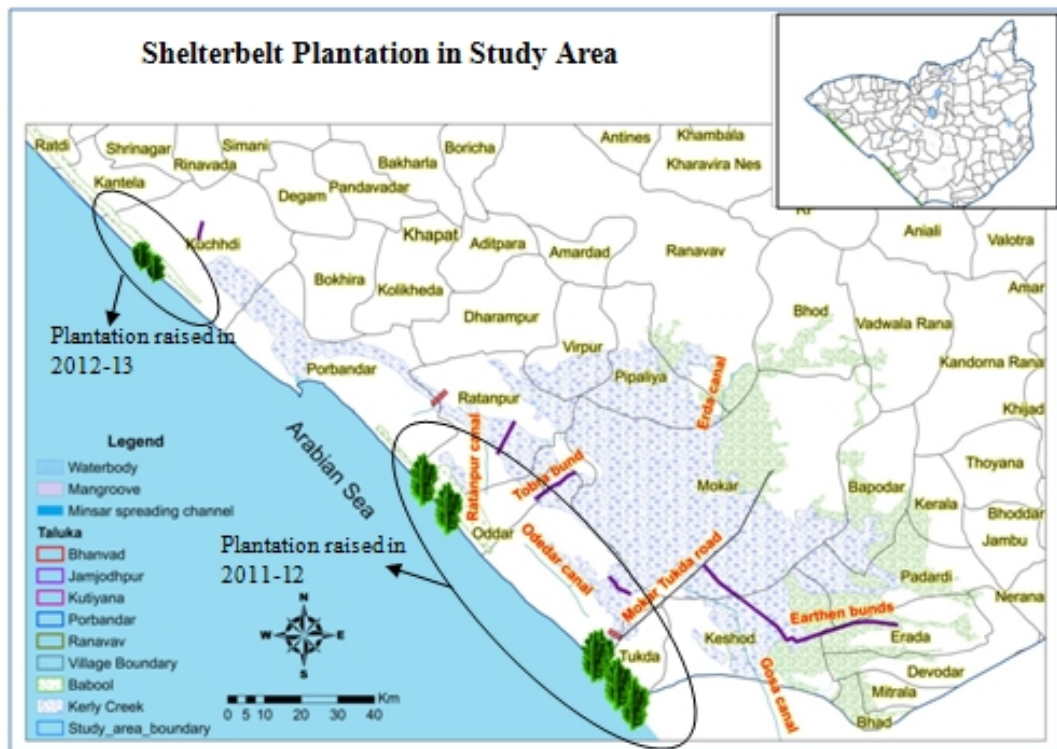 Shelterbelt Plantation in Study Area
Ratdi
Shrinagar
Simani
Rinavada
Kantela
Boricha
Bakharla
Pandavadar
Degam
Antines
Khambala
Kharavira Nes
Kuchhdi
Khapat
Aditpara
Amardad
Ranavav
Aniali
Valotra
Bokhira
Kolikheda
Amar
Dharampur
Bhod
Vadwala Rana
Plantation raised in
2012-13
Virpur
Pipaliya
Erda canal
Kandorna Rana
Porbandar
Ratanpur
Khijad
Arabian Sea
Ratanpur canal
Tobra bund
Mokar
Thoyana
Bapodar
Kerala
Bhoddar
Jambu
Oddar
Odedar canal
Mokar Tukda road
Plantation raised in
2011-12
Padardi
Nerana
Earthen bunds
Erada
Keshod
Tukda
Gosa canal
Devodar
Mitrala
Bhad
Legend
Waterbody
Mangroove
Minsar spreading channel
Taluka
Bhanvad
Jamjodhpur
Kutiyana
Porbandar
Ranavav
Village Boundary
Babool
Kerly Creek
Study_area_boundary
N
W E
S
Km
0 5 10 20 30 40